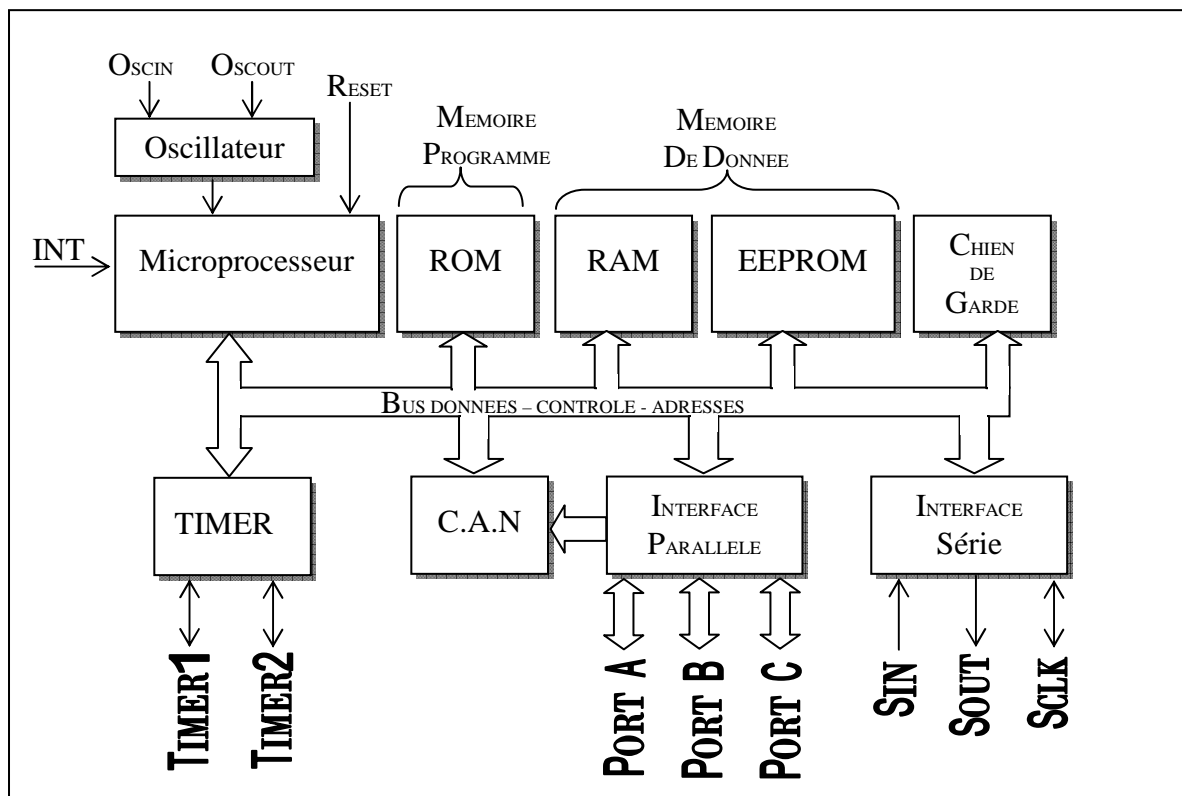 OSCIN
OSCOUT
RESET
MEMOIRE
PROGRAMME
MEMOIRE
DE DONNEE
Oscillateur
INT
Microprocesseur
ROM
RAM
EEPROM
CHIEN
DE
GARDE
BUS DONNEES – CONTROLE - ADRESSES
TIMER
C.A.N
INTERFACE
PARALLELE
INTERFACE
Série
TIMER1
TIMER2
PORT A
PORT B
PORT C
SIN
SOUT
SCLK